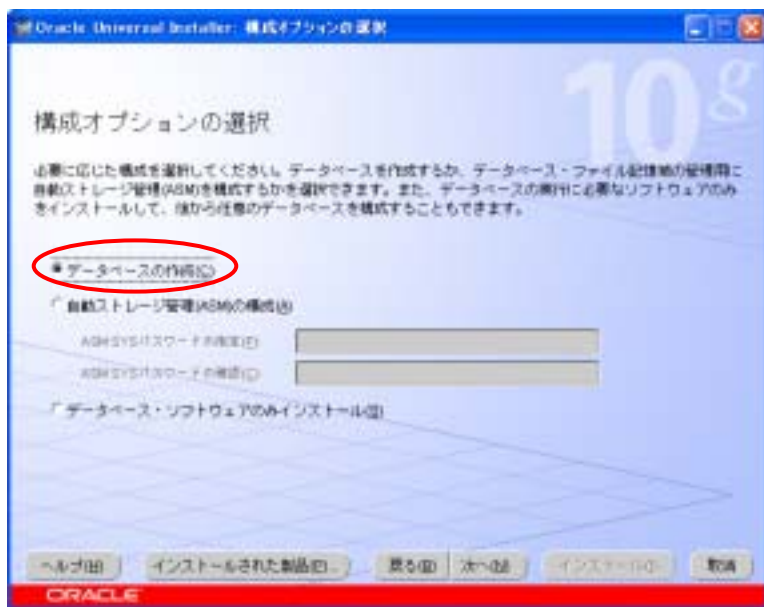 Oracle Universal Installer: 構成オプションの選択
10g
構成オプションの選択
必要に応じた構成を選択してください。データベースを作成するか、データベース・ファイル記憶域の管理用に
自動ストレージ管理(ASM)を構成するかを選択できます。また、データベースの実行に必要なソフトウェアのみ
をインストールして、後から任意のデータベースを構成することもできます。
データベースの作成(C)
自動ストレージ管理(ASM)の構成(A)
ASM SYSパスワードの指定(P)
ASM SYSパスワードの確認(C)
データベース・ソフトウェアのみインストール(S)
ヘルプ(H) インストールされた製品(P)... 戻る(B) 次へ(N) インストール(I) 取消
ORACLE